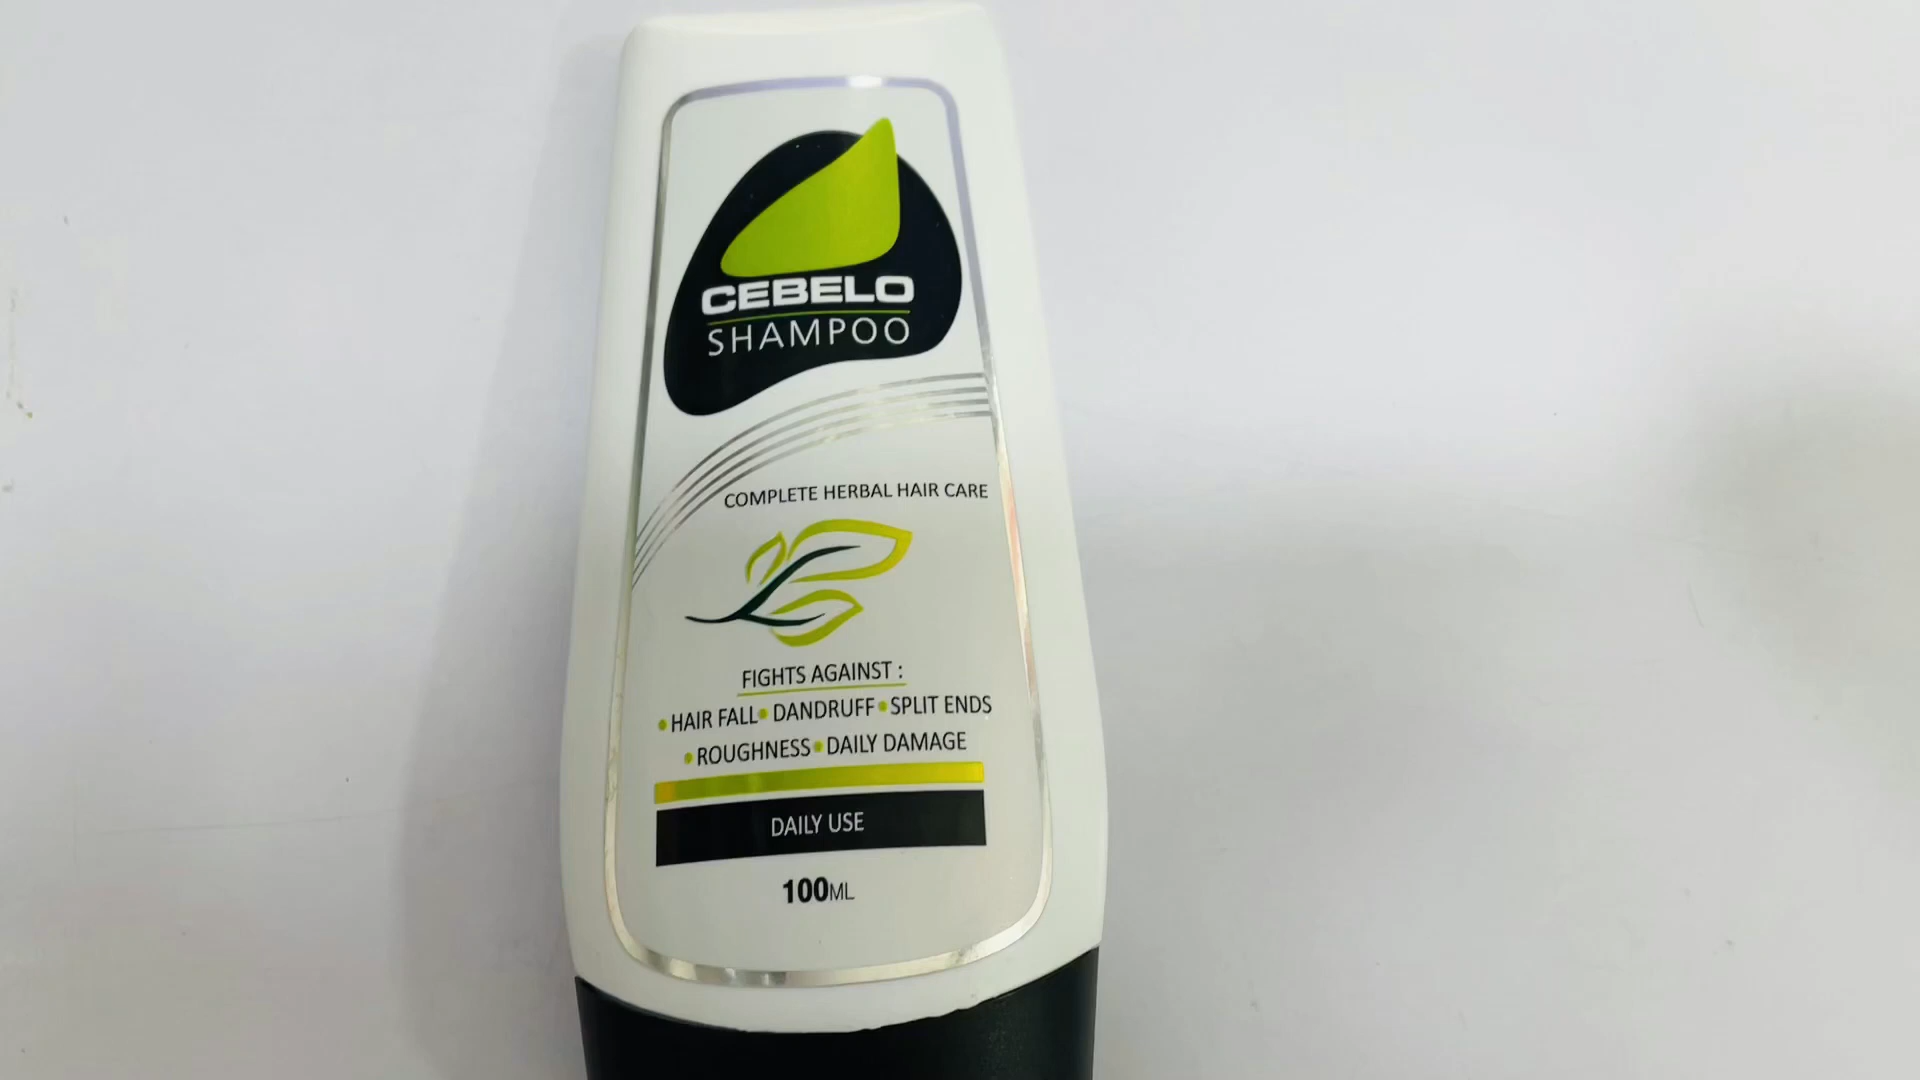 CEBELO
SHAMPOO
COMPLETE HERBAL HAIR CARE
FIGHTS AGAINST :
• HAIR FALL • DANDRUFF • SPLIT ENDS
• ROUGHNESS • DAILY DAMAGE
DAILY USE
100ML